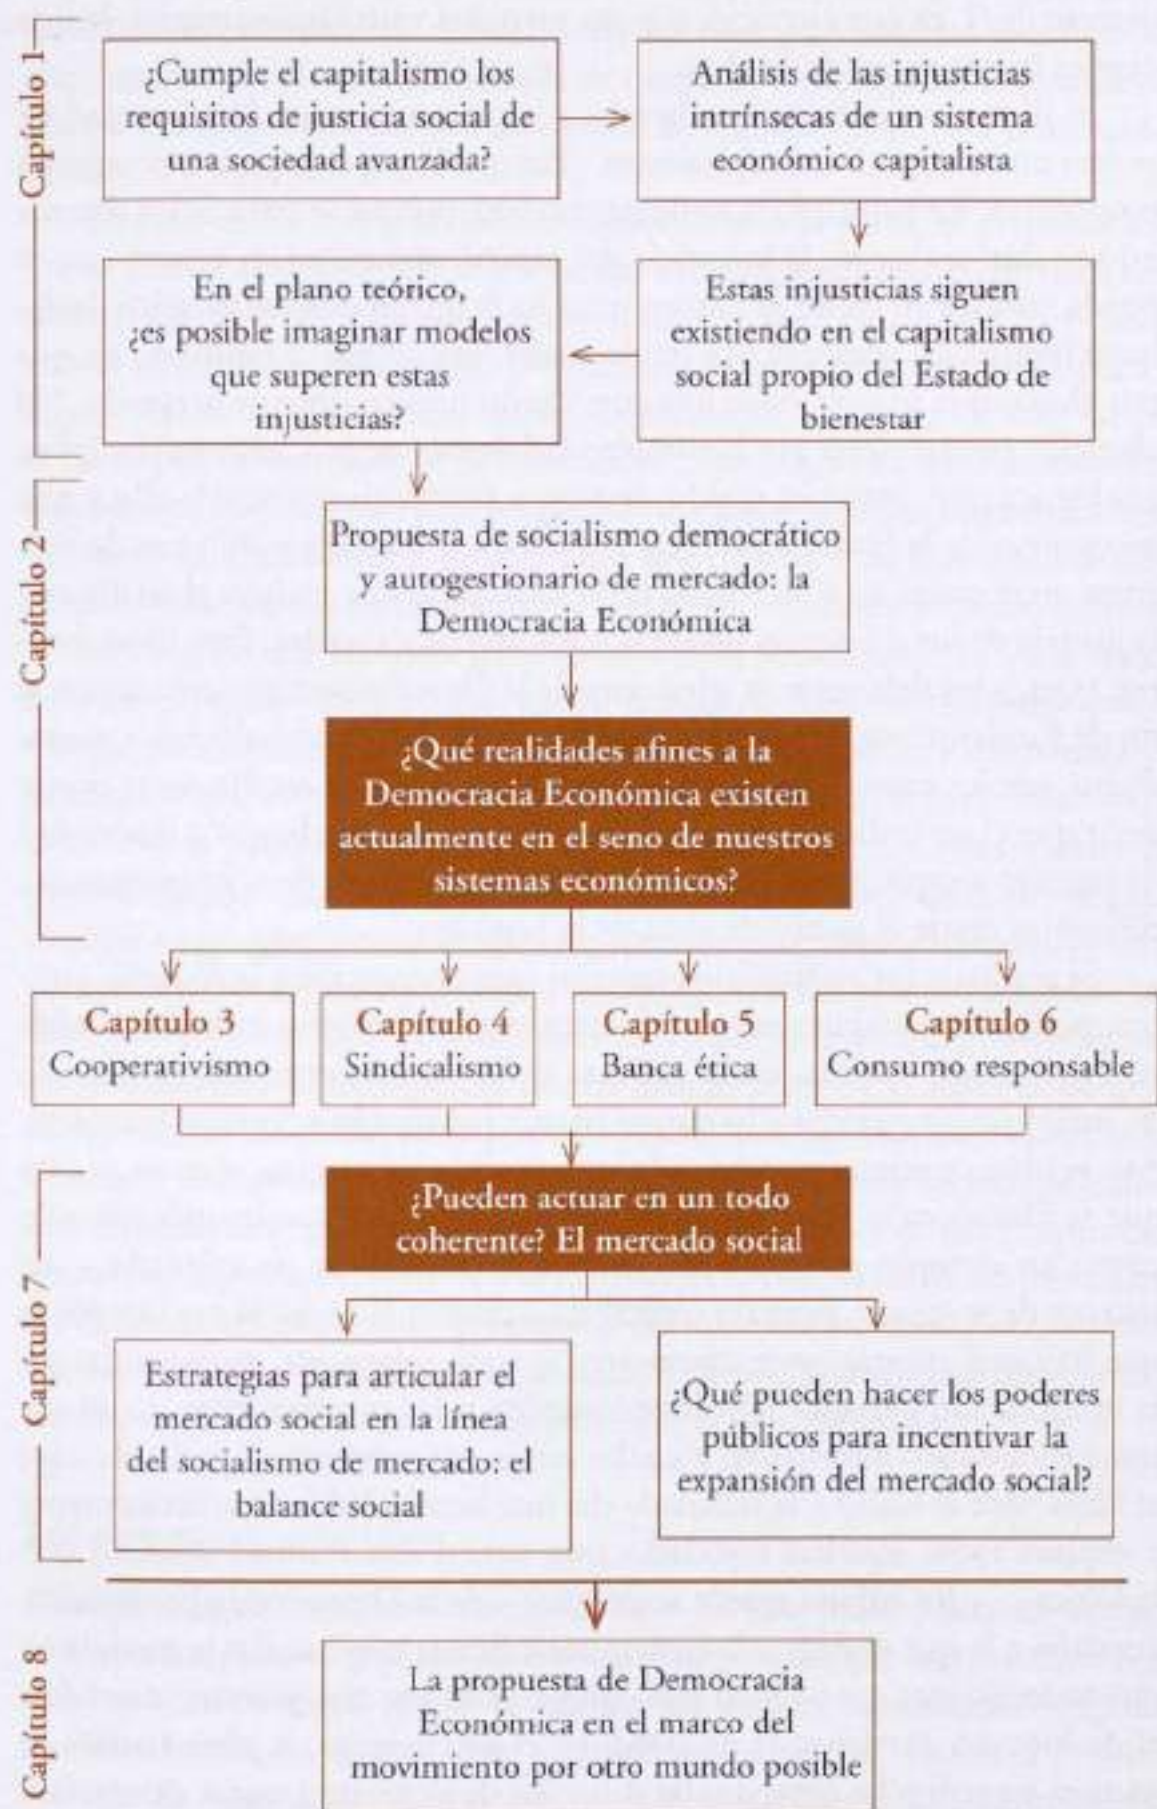 Capítulo 1
¿Cumple el capitalismo los
requisitos de justicia social de
una sociedad avanzada?
Análisis de las injusticias
intrínsecas de un sistema
económico capitalista
Estas injusticias siguen
existiendo en el capitalismo
social propio del Estado de
bienestar
En el plano teórico,
¿es posible imaginar modelos
que superen estas
injusticias?
Capítulo 2
Propuesta de socialismo democrático
y autogestionario de mercado: la
Democracia Económica
¿Qué realidades afines a la
Democracia Económica existen
actualmente en el seno de nuestros
sistemas económicos?
Capítulo 3
Cooperativismo
Capítulo 4
Sindicalismo
Capítulo 5
Banca ética
Capítulo 6
Consumo responsable
Capítulo 7
¿Pueden actuar en un todo
coherente? El mercado social
Estrategias para articular el
mercado social en la línea
del socialismo de mercado: el
balance social
¿Qué pueden hacer los poderes
públicos para incentivar la
expansión del mercado social?
Capítulo 8
La propuesta de Democracia
Económica en el marco del
movimiento por otro mundo posible